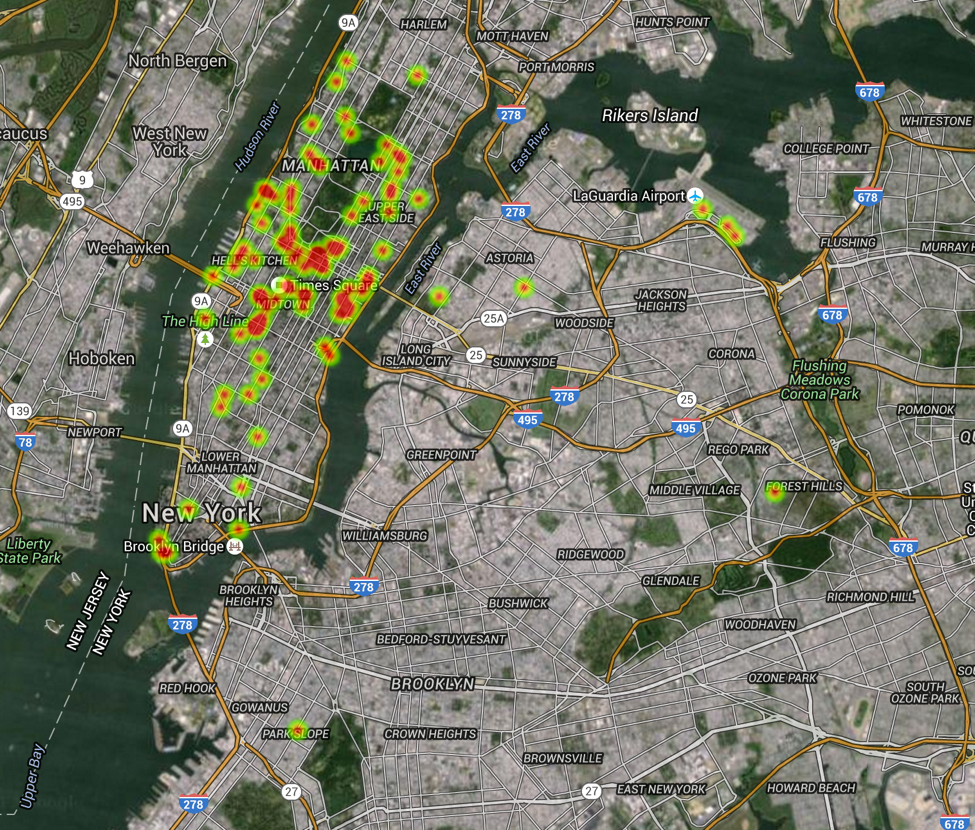 9A
HARLEM
HUNTS POINT
MOTT HAVEN
North Bergen
PORT MORRIS
678
278
Rikers Island
WHITESTONE
caucus
West New
York
Hudson River
East River
COLLEGE POINT
MANHATTAN
9
495
LaGuardia Airport
678
UPPER
EAST SIDE
278
Weehawken
FLUSHING
MURRAY H
HELL'S KITCHEN
ASTORIA
East River
Times Square
MIDTOWN
9A
JACKSON
HEIGHTS
678
The High Line
25A
WOODSIDE
Hoboken
LONG
ISLAND CITY
25
SUNNYSIDE
CORONA
Flushing
Meadows
Corona Park
139
278
25
495
495
POMONOK
78
NEWPORT
9A
LOWER
MANHATTAN
GREENPOINT
REGO PARK
QU
MIDDLE VILLAGE
FOREST HILLS
St
Un
C
New York
Liberty
State Park
Brooklyn Bridge
WILLIAMSBURG
RIDGEWOOD
678
NEW JERSEY
NEW YORK
BROOKLYN
HEIGHTS
278
GLENDALE
RICHMOND HILL
BUSHWICK
278
WOODHAVEN
BEDFORD-STUYVESANT
RED HOOK
BROOKLYN
OZONE PARK
SOUTH
OZONE PARK
GOWANUS
PARK SLOPE
CROWN HEIGHTS
Upper Bay
BROWNSVILLE
278
27
27
EAST NEW YORK
HOWARD BEACH
678